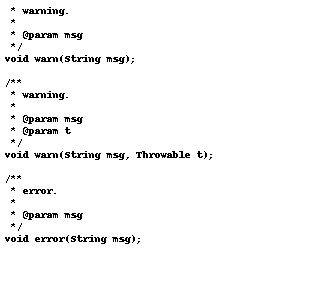 * warning.
 *
 * @param msg
 */
void warn(String msg);

/**
 * warning.
 *
 * @param msg
 * @param t
 */
void warn(String msg, Throwable t);

/**
 * error.
 *
 * @param msg
 */
void error(String msg);